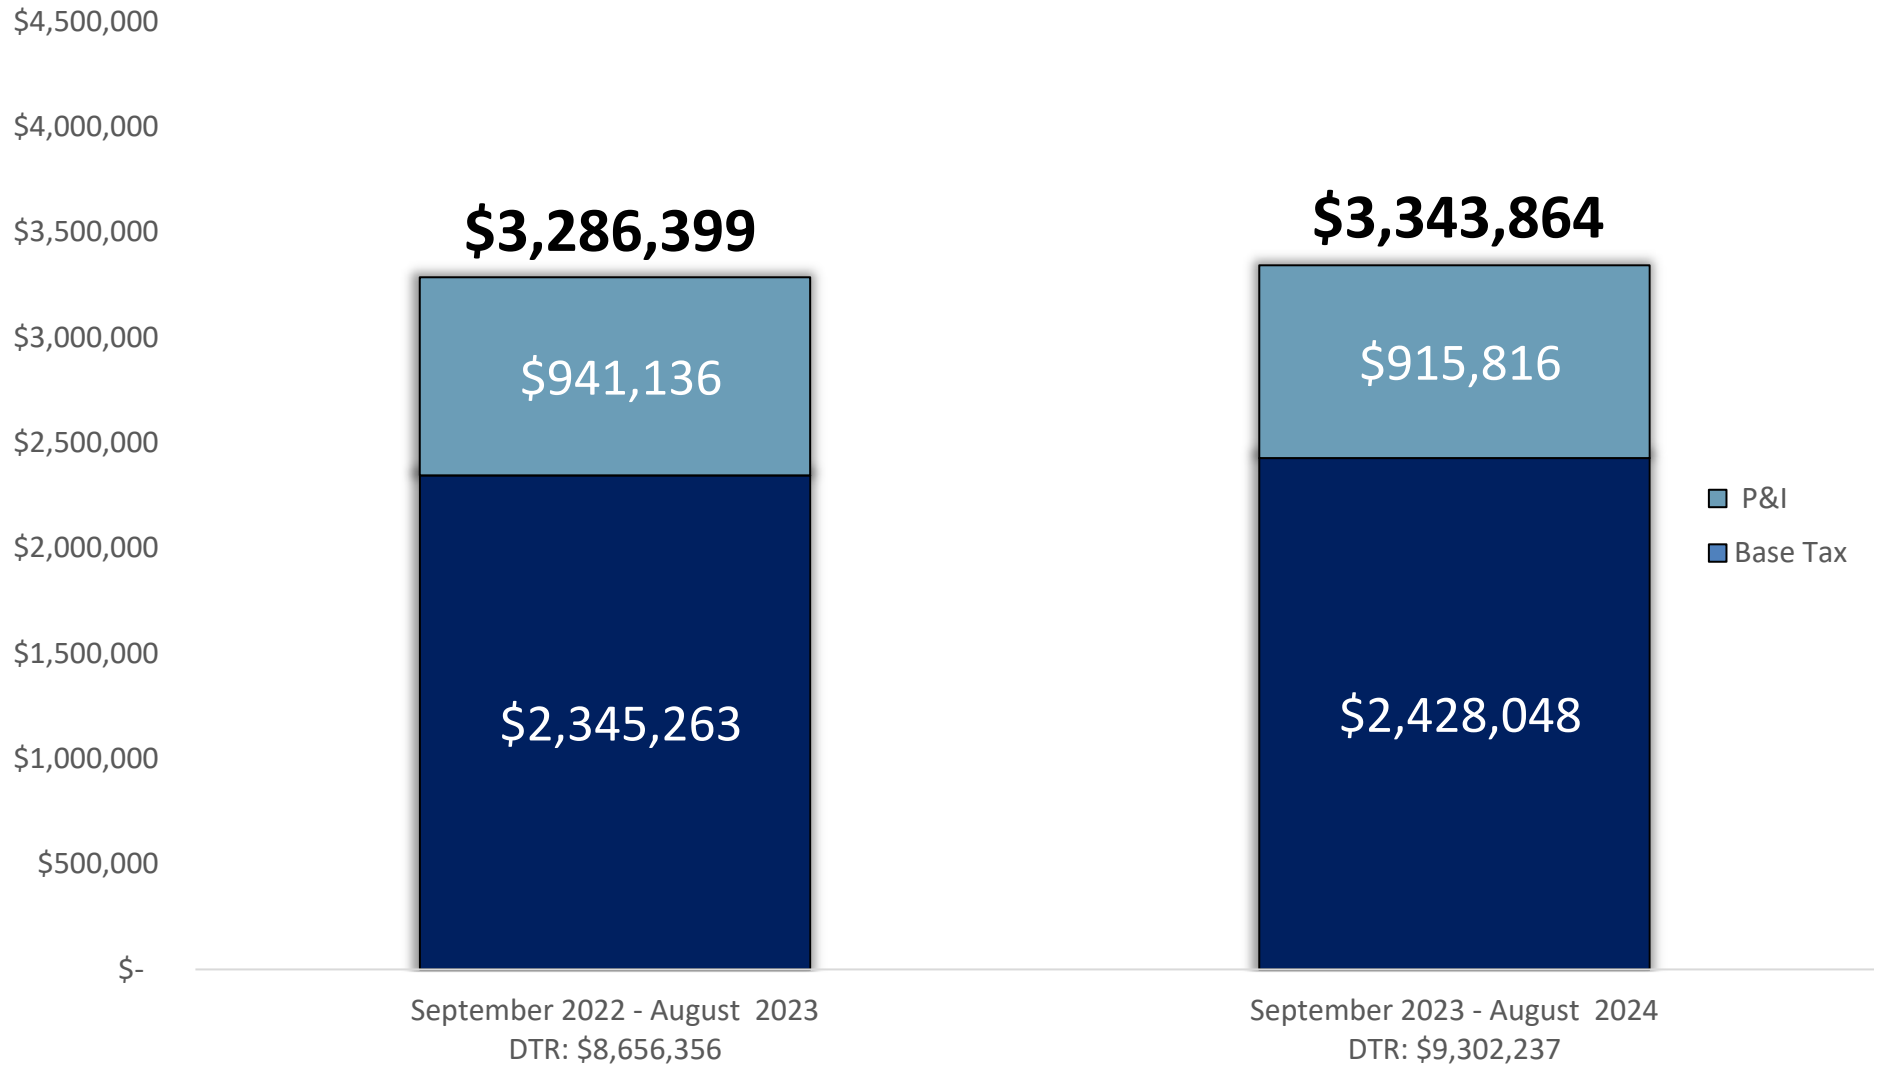 $4,500,000
$4,000,000
$3,500,000
$3,000,000
$2,500,000
$2,000,000
$1,500,000
$1,000,000
$500,000
$-
$3,286,399
$941,136
$2,345,263
$3,343,864
$915,816
$2,428,048
P&I
Base Tax
September 2022 - August 2023
DTR: $8,656,356
September 2023 - August 2024
DTR: $9,302,237